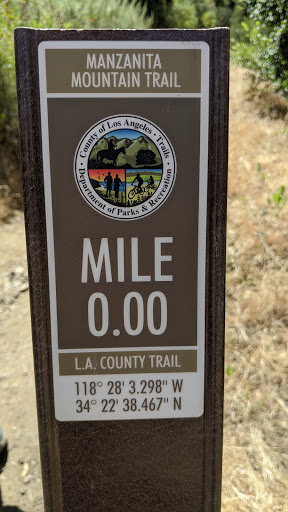 MANZANITA
MOUNTAIN TRAIL
County of Los Angeles • Trails •
Department of Parks & Recreation
MILE
0.00
L.A. COUNTY TRAIL
118° 28' 3.298" W
34° 22' 38.467" N